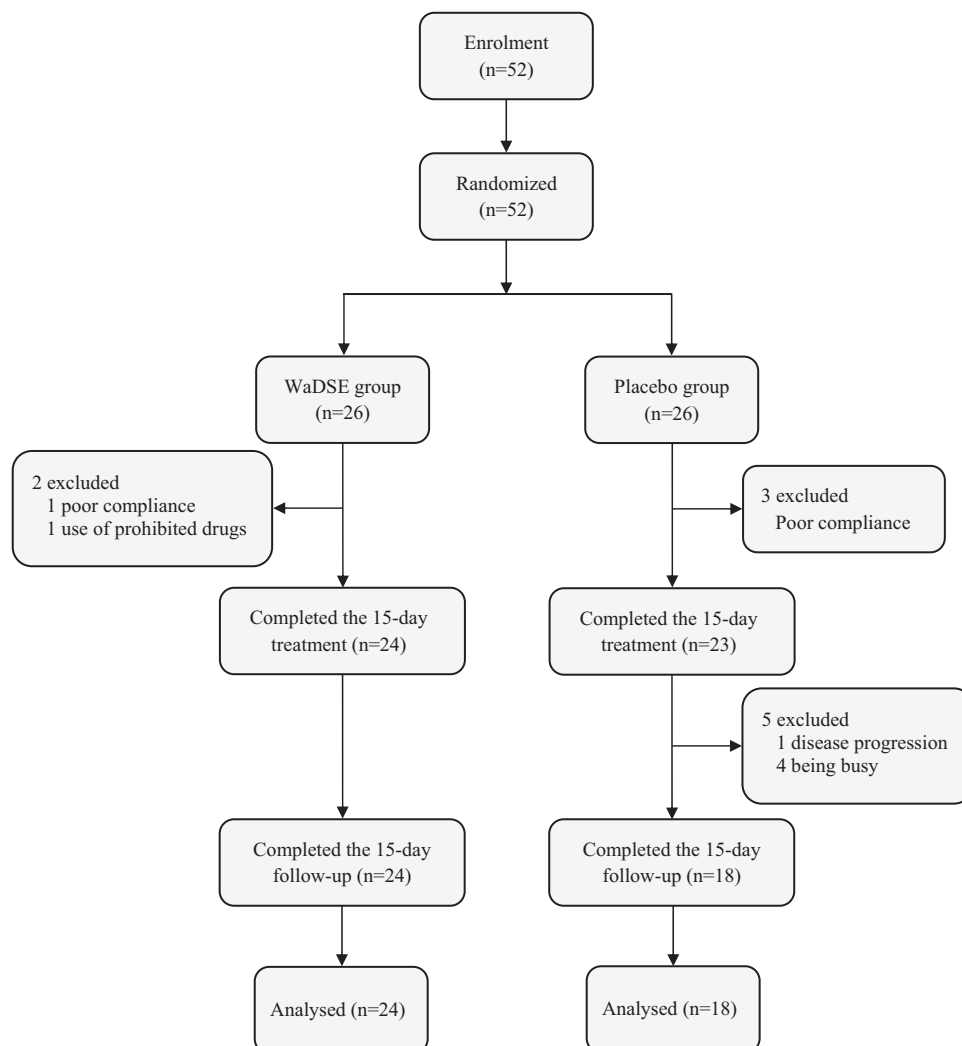 Enrolment
(n=52)
Randomized
(n=52)
WaDSE group
(n=26)
Placebo group
(n=26)
2 excluded
1 poor compliance
1 use of prohibited drugs
3 excluded
Poor compliance
Completed the 15-day
treatment (n=24)
Completed the 15-day
treatment (n=23)
5 excluded
1 disease progression
4 being busy
Completed the 15-day
follow-up (n=24)
Completed the 15-day
follow-up (n=18)
Analysed (n=24)
Analysed (n=18)